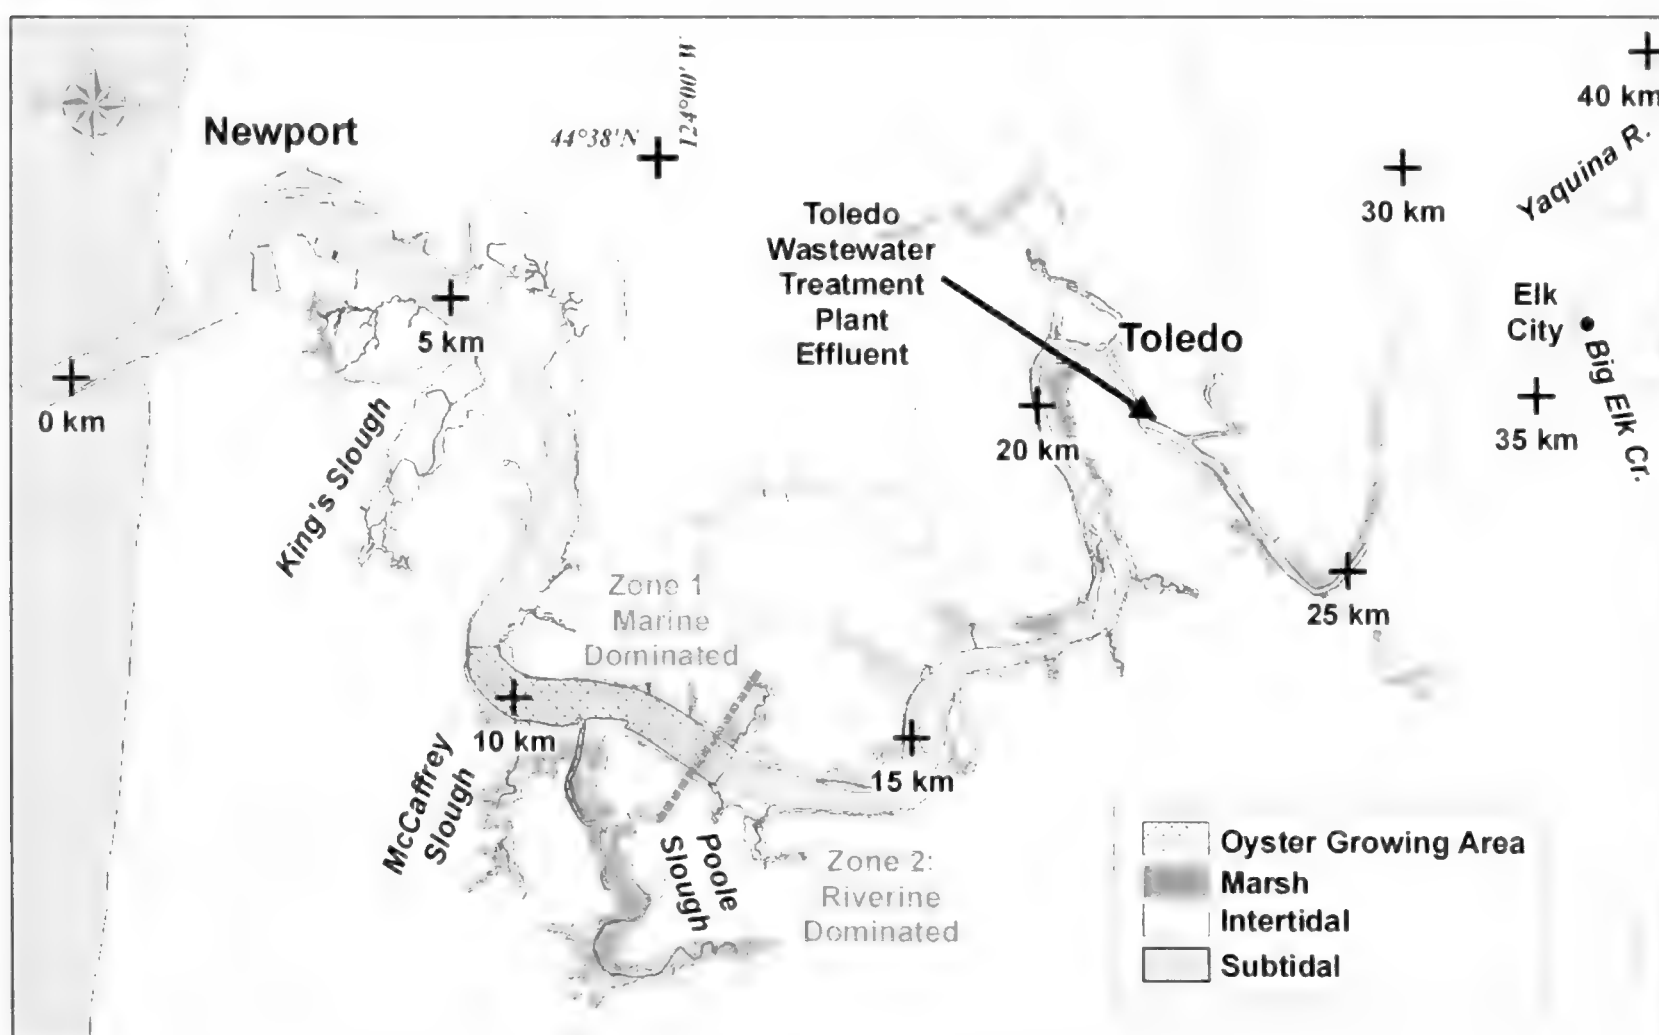 Newport
44°38'N
124°00' W
40 km
Yaquina R.
30 km
Toledo
Wastewater
Treatment
Plant
Effluent
Toledo
Elk
City
Big Elk Cr.
35 km
5 km
0 km
King's Slough
20 km
25 km
Zone 1
Marine
Dominated
10 km
15 km
McCaffrey
Slough
Poole
Slough
Zone 2:
Riverine
Dominated
Oyster Growing Area
Marsh
Intertidal
Subtidal